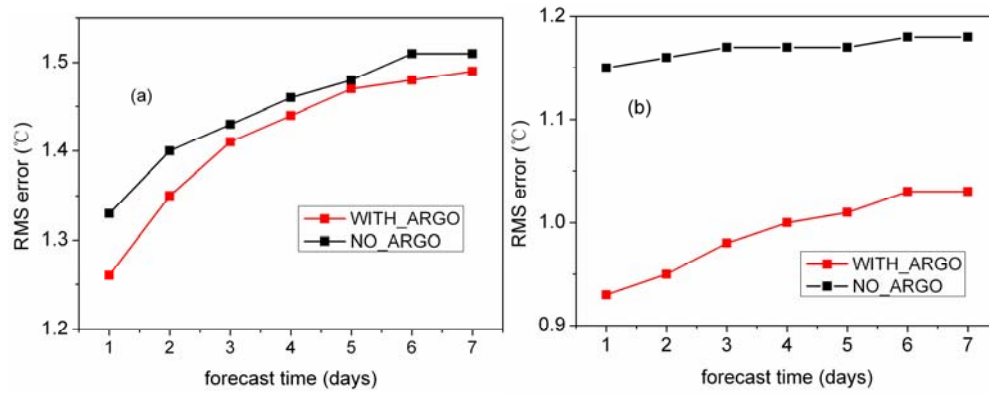 1.5
1.4
1.3
1.2
RMS error (℃)
(a)
WITH_ARGO
NO_ARGO
1 2 3 4 5 6 7
forecast time (days)
1.2
1.1
1.0
0.9
RMS error (℃)
(b)
WITH_ARGO
NO_ARGO
1 2 3 4 5 6 7
forecast time (days)